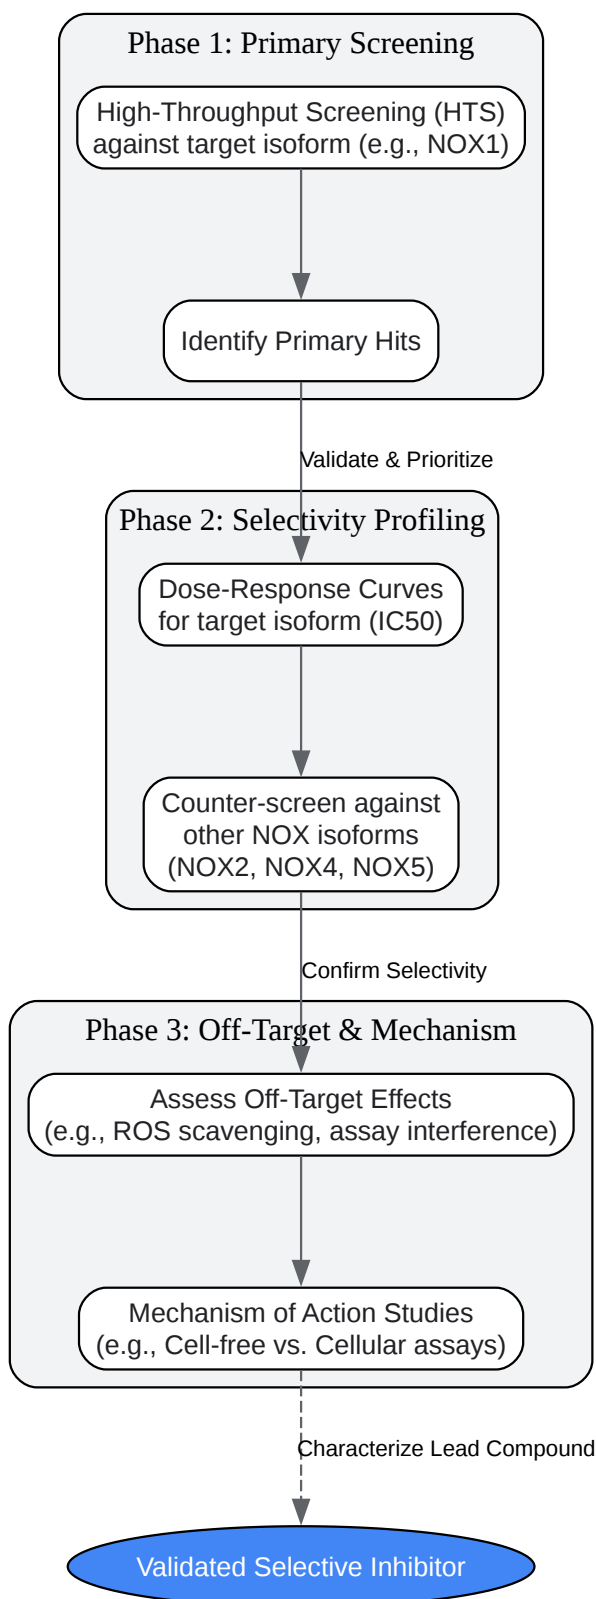 Phase 1: Primary Screening
High-Throughput Screening (HTS)
against target isoform (e.g., NOX1)
Identify Primary Hits
Validate & Prioritize
Phase 2: Selectivity Profiling
Dose-Response Curves
for target isoform (IC50)
Counter-screen against
other NOX isoforms
(NOX2, NOX4, NOX5)
Confirm Selectivity
Phase 3: Off-Target & Mechanism
Assess Off-Target Effects
(e.g., ROS scavenging, assay interference)
Mechanism of Action Studies
(e.g., Cell-free vs. Cellular assays)
Characterize Lead Compound
Validated Selective Inhibitor